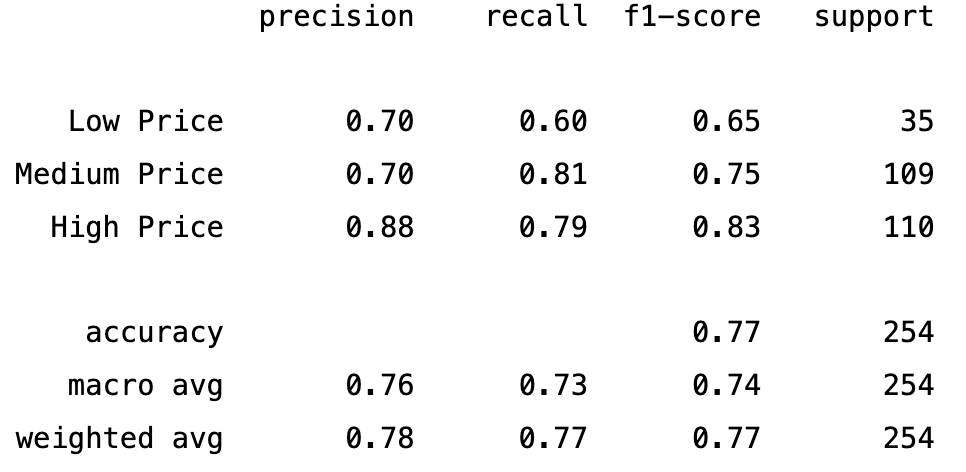 precision recall f1-score support
Low Price 0.70 0.60 0.65 35
Medium Price 0.70 0.81 0.75 109
High Price 0.88 0.79 0.83 110
accuracy 0.77 254
macro avg 0.76 0.73 0.74 254
weighted avg 0.78 0.77 0.77 254